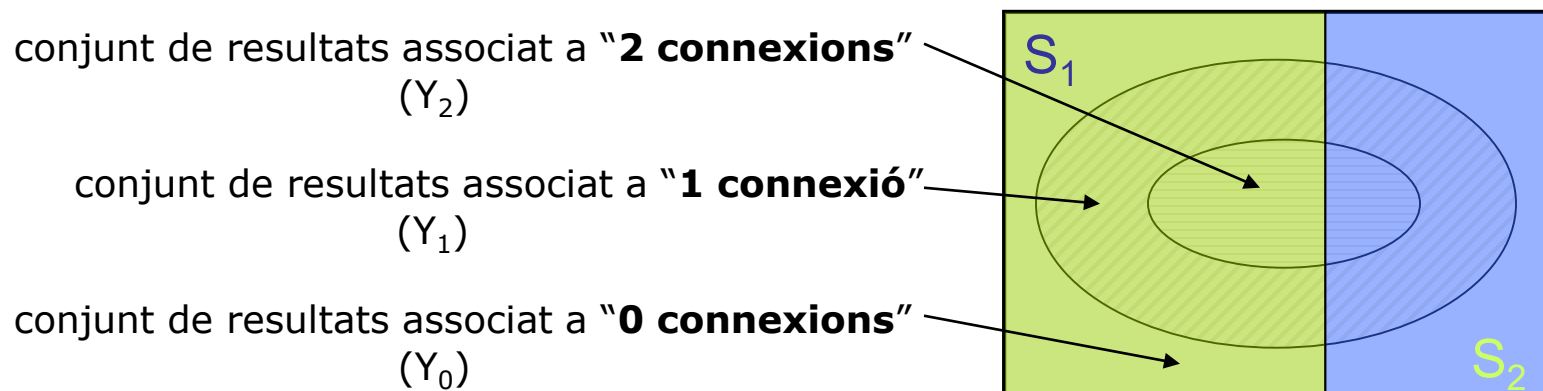 conjunt de resultats associat a “2 connexions”
(Y₂)
conjunt de resultats associat a “1 connexió”
(Y₁)
conjunt de resultats associat a “0 connexions”
(Y₀)
S₁
S₂